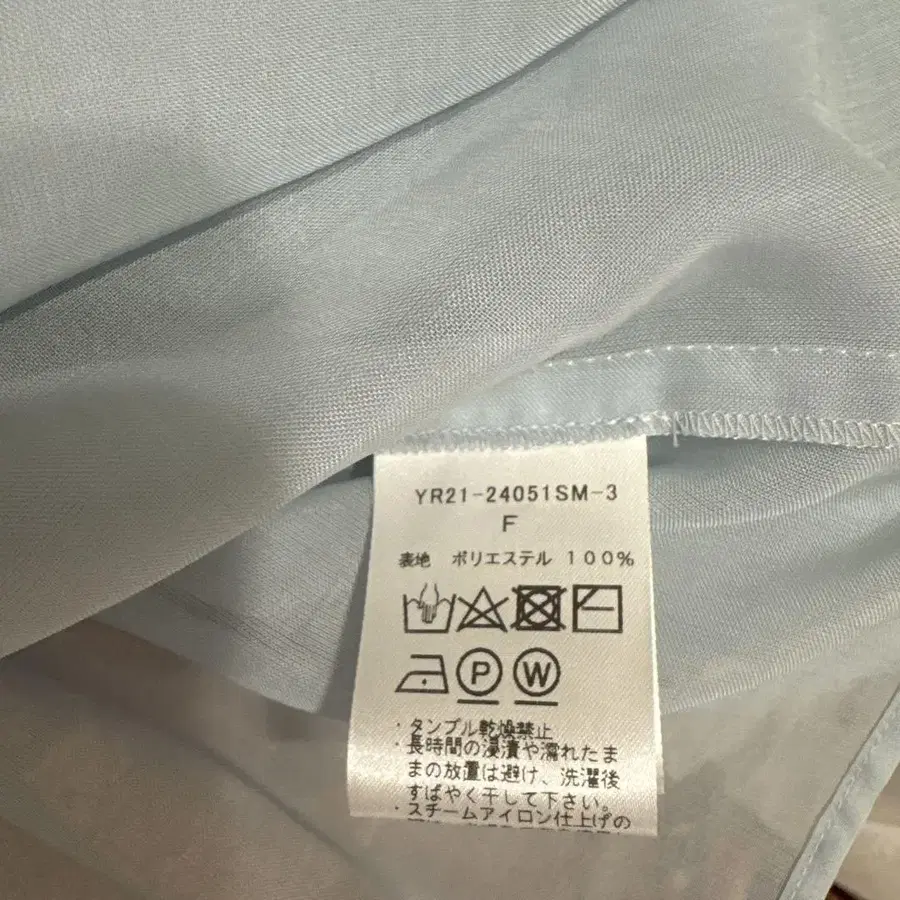 YR21-24051SM-3
F
表地 ポリエステル 100%
P W
・タンブル乾燥禁止
・長時間の浸漬や濡れたま
まの放置は避け、洗濯後
すばやく干して下さい。
・スチームアイロン仕上げの